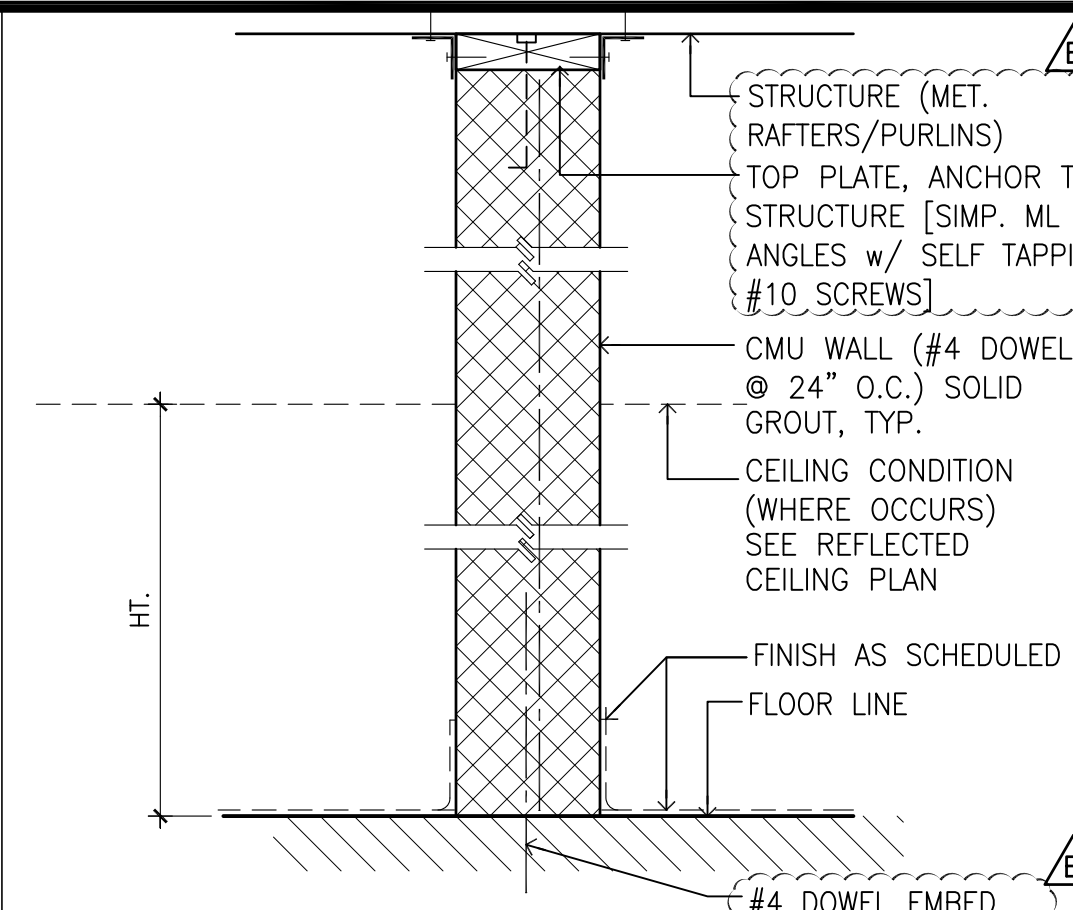 STRUCTURE (MET.
RAFTERS/PURLINS)
TOP PLATE, ANCHOR
STRUCTURE [SIMP. ML
ANGLES w/ SELF
#10 SCREWS]
CMU WALL (#4 DOWEL
@ 24" O.C.) SOLID
GROUT, TYP.
CEILING CONDITION
(WHERE OCCURS)
SEE REFLECTED
CEILING PLAN
HT.
FINISH AS SCHEDULED
FLOOR LINE
#4 DOWEL EMBED